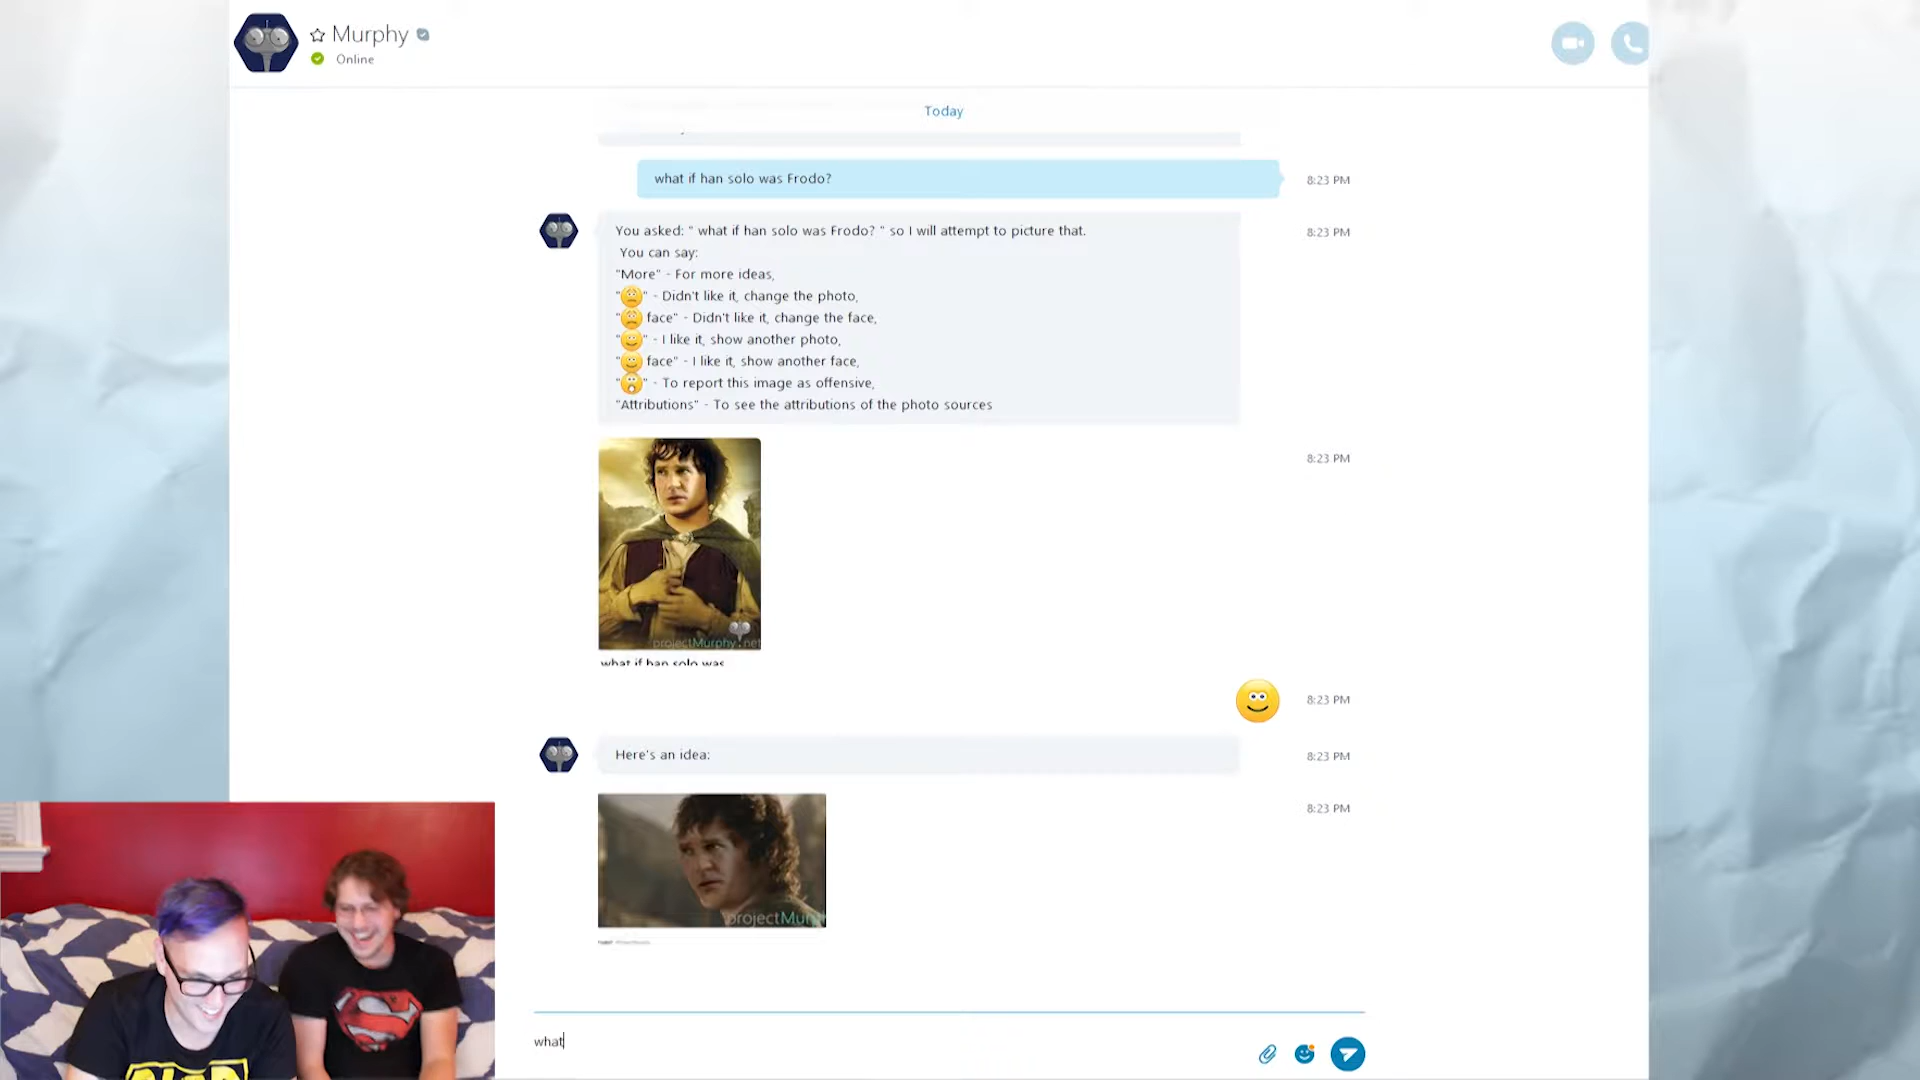 Murphy
Online
Today
what if han solo was Frodo?
8:23 PM
You asked: " what if han solo was Frodo? " so I will attempt to picture that.
8:23 PM
You can say:
"More" - For more ideas,
"😟" - Didn't like it, change the photo,
"😟 face" - Didn't like it, change the face,
"🙂" - I like it, show another photo,
"🙂 face" - I like it, show another face,
"😮" - To report this image as offensive,
"Attributions" - To see the attributions of the photo sources
8:23 PM
projectMurphy.net
what if han solo was
8:23 PM
Here's an idea:
8:23 PM
8:23 PM
projectMur
what